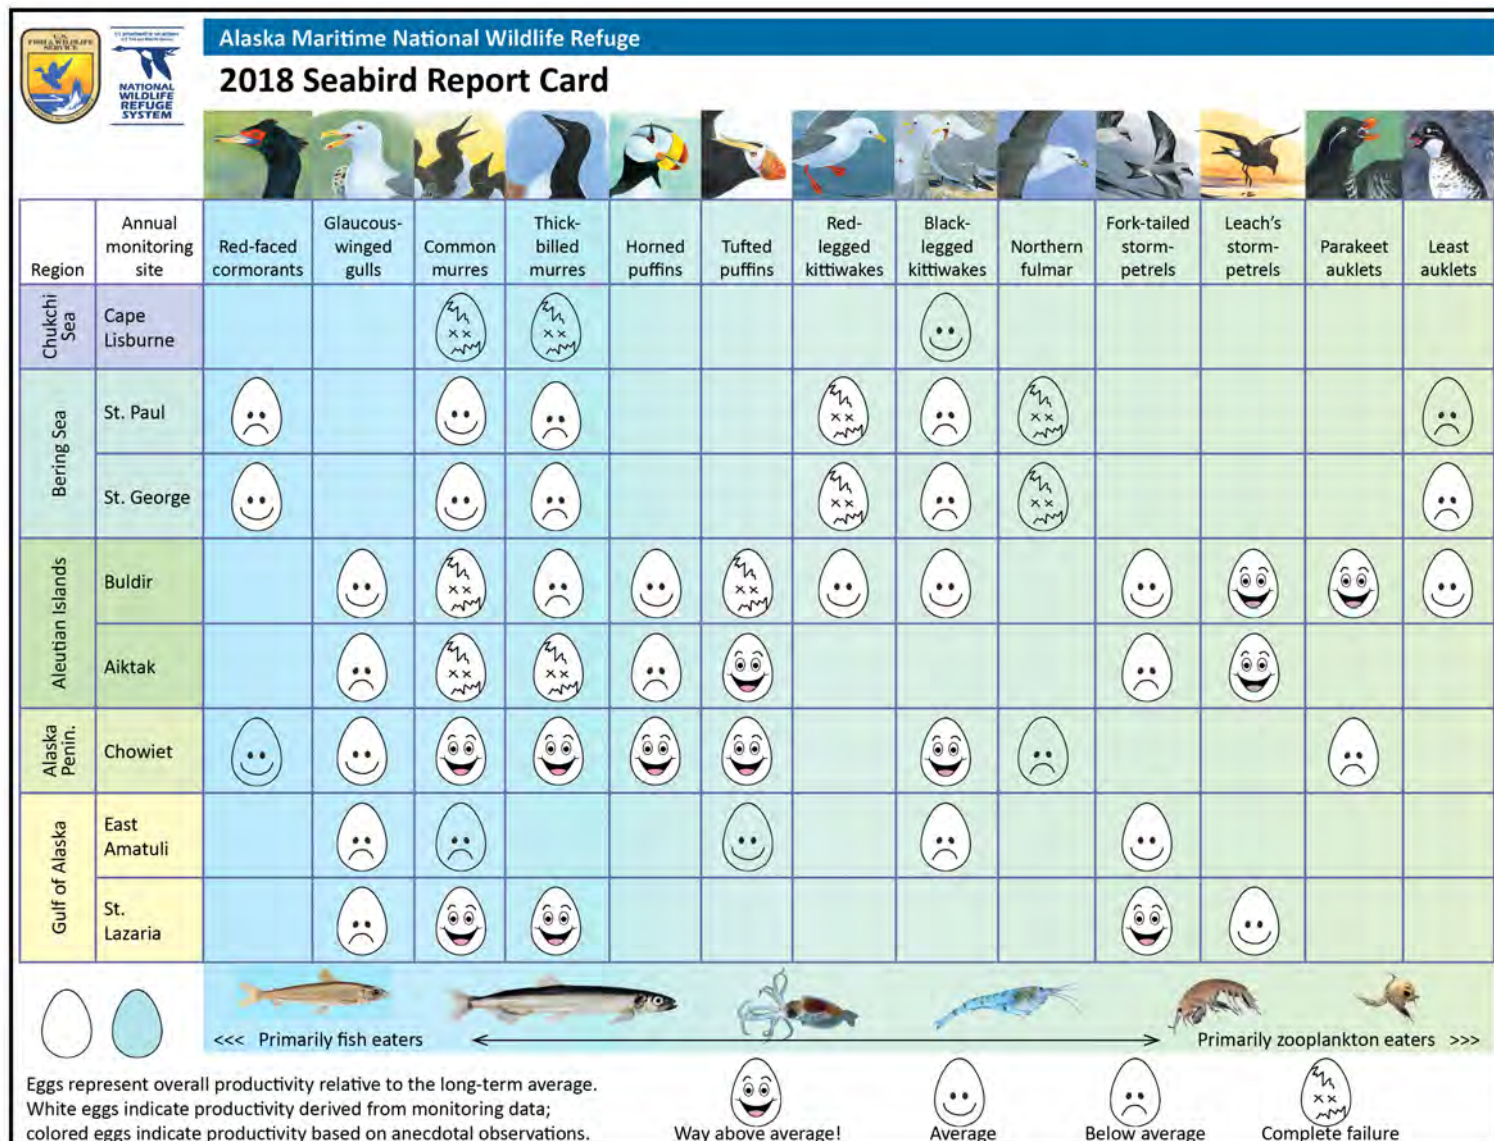 U.S.
FISH & WILDLIFE
SERVICE
NATIONAL
WILDLIFE
REFUGE
SYSTEM
Alaska Maritime National Wildlife Refuge
2018 Seabird Report Card
Region
Annual
monitoring
site
Red-faced
cormorants
Glaucous-
winged
gulls
Common
murres
Thick-
billed
murres
Horned
puffins
Tufted
puffins
Red-
legged
kittiwakes
Black-
legged
kittiwakes
Northern
fulmar
Fork-tailed
storm-
petrels
Leach's
storm-
petrels
Parakeet
auklets
Least
auklets
Chukchi
Sea
Cape
Lisburne
Bering Sea
St. Paul
St. George
Aleutian Islands
Buldir
Aiktak
Alaska
Penin.
Chowiet
Gulf of Alaska
East
Amatuli
St.
Lazaria
<<< Primarily fish eaters
Primarily zooplankton eaters >>>
Eggs represent overall productivity relative to the long-term average.
White eggs indicate productivity derived from monitoring data;
colored eggs indicate productivity based on anecdotal observations.
Way above average!
Average
Below average
Complete failure